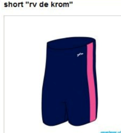 short "rv de krom"